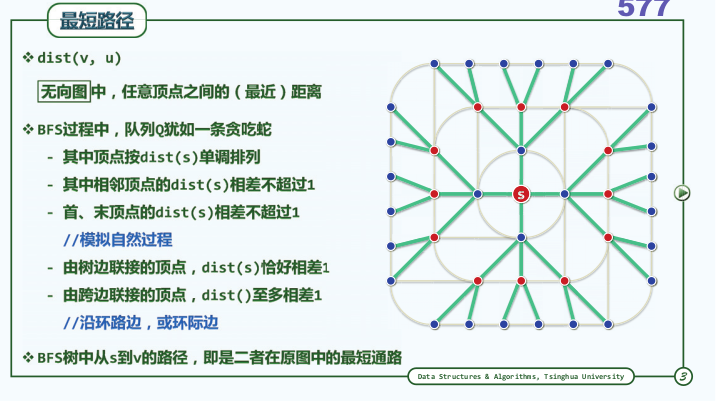 577
最短路径
❖ dist(v, u)
无向图中，任意顶点之间的（最近）距离
❖ BFS过程中，队列Q犹如一条贪吃蛇
- 其中顶点按dist(s)单调排列
- 其中相邻顶点的dist(s)相差不超过1
- 首、末顶点的dist(s)相差不超过1
//模拟自然过程
- 由树边联接的顶点，dist(s)恰好相差1
- 由跨边联接的顶点，dist()至多相差1
//沿环路边，或环际边
❖ BFS树中从s到v的路径，即是二者在原图中的最短通路
s
Data Structures & Algorithms, Tsinghua University
3